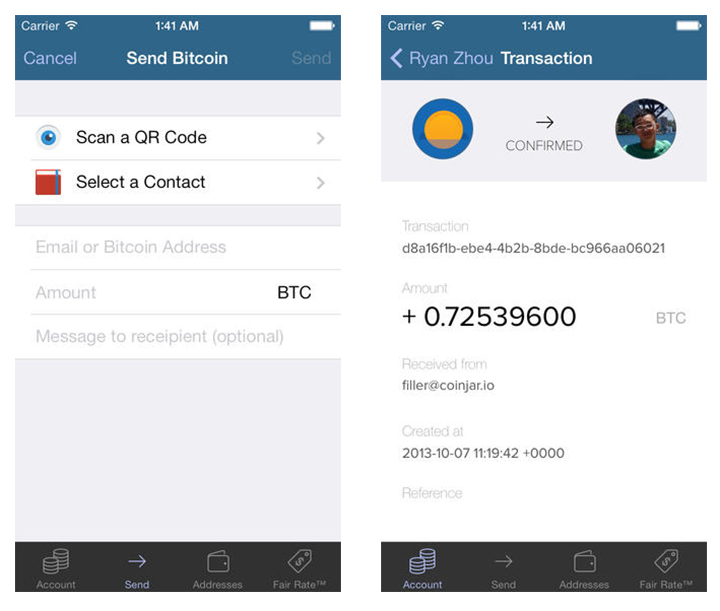 Carrier 1:41 AM
Cancel Send Bitcoin Send
Scan a QR Code
Select a Contact
Email or Bitcoin Address
Amount BTC
Message to receipient (optional)
Account Send Addresses Fair Rate™
Carrier 1:41 AM
Ryan Zhou Transaction
→
CONFIRMED
Transaction
d8a16f1b-ebe4-4b2b-8bde-bc966aa06021
Amount
+ 0.72539600 BTC
Received from
filler@coinjar.io
Created at
2013-10-07 11:19:42 +0000
Reference
Account Send Addresses Fair Rate™